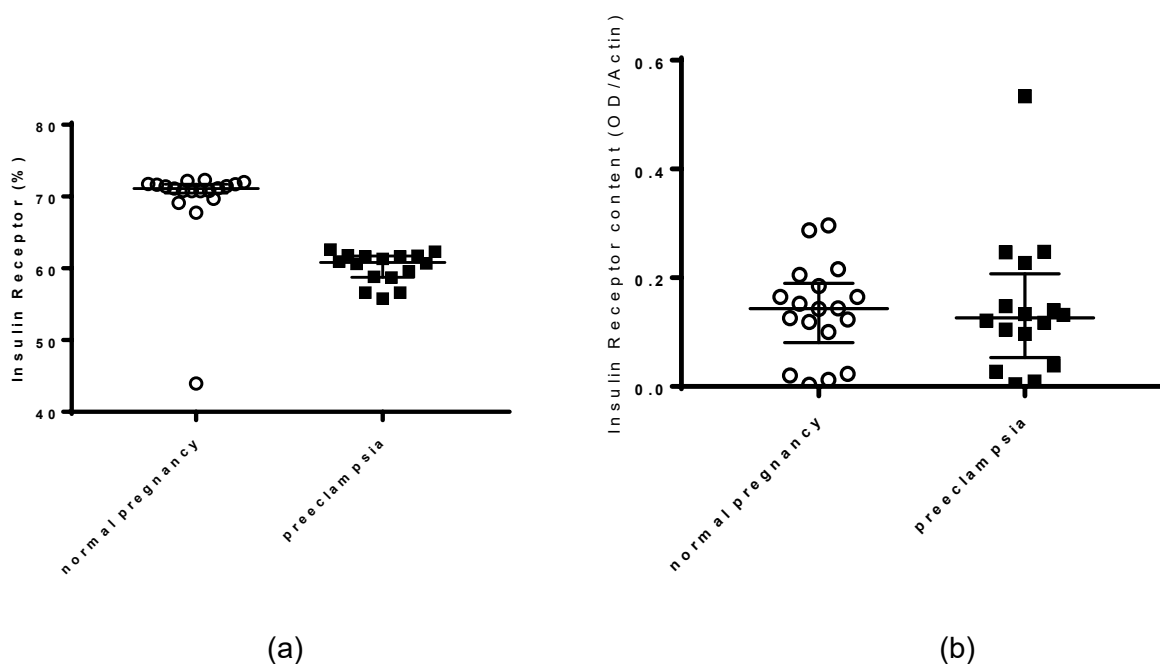 Insulin Receptor (%)
80
70
60
50
40
normal pregnancy
preeclampsia
(a)
Insulin Receptor content (OD/Actin)
0.6
0.4
0.2
0.0
normal pregnancy
preeclampsia
(b)